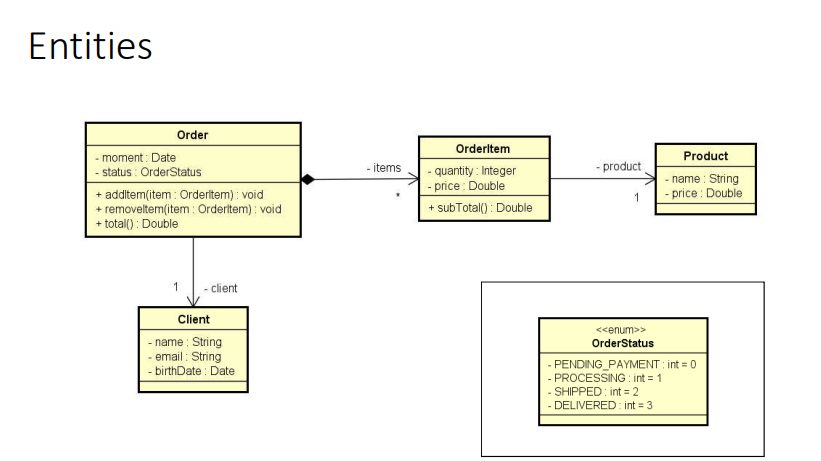 Entities
Order
- moment : Date
- status : OrderStatus
+ addItem(item : OrderItem) : void
+ removeItem(item : OrderItem) : void
+ total() : Double
- items
*
OrderItem
- quantity : Integer
- price : Double
+ subTotal() : Double
- product
1
Product
- name : String
- price : Double
1
- client
Client
- name : String
- email : String
- birthDate : Date
<<enum>>
OrderStatus
- PENDING_PAYMENT : int = 0
- PROCESSING : int = 1
- SHIPPED : int = 2
- DELIVERED : int = 3